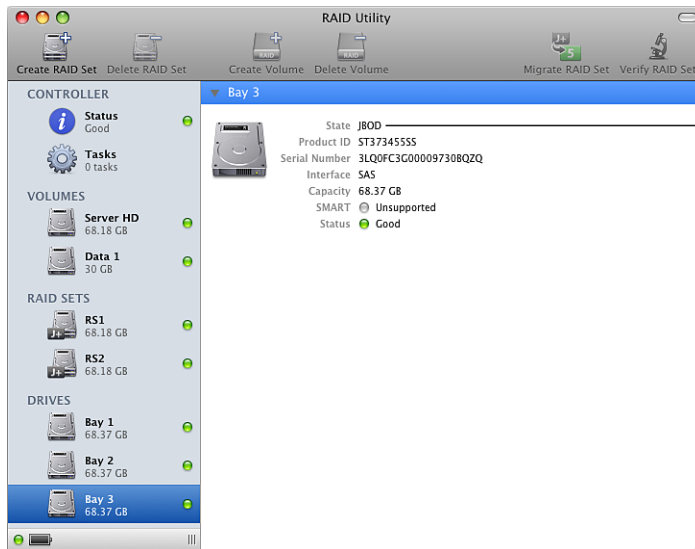 RAID Utility
Create RAID Set Delete RAID Set Create Volume Delete Volume Migrate RAID Set Verify RAID Set
CONTROLLER
Status
Good
Tasks
0 tasks
VOLUMES
Server HD
68.18 GB
Data 1
30 GB
RAID SETS
RS1
68.18 GB
RS2
68.18 GB
DRIVES
Bay 1
68.37 GB
Bay 2
68.37 GB
Bay 3
68.37 GB
Bay 3
State JBOD
Product ID ST373455SS
Serial Number 3LQ0FC3G00009730BQZQ
Interface SAS
Capacity 68.37 GB
SMART Unsupported
Status Good